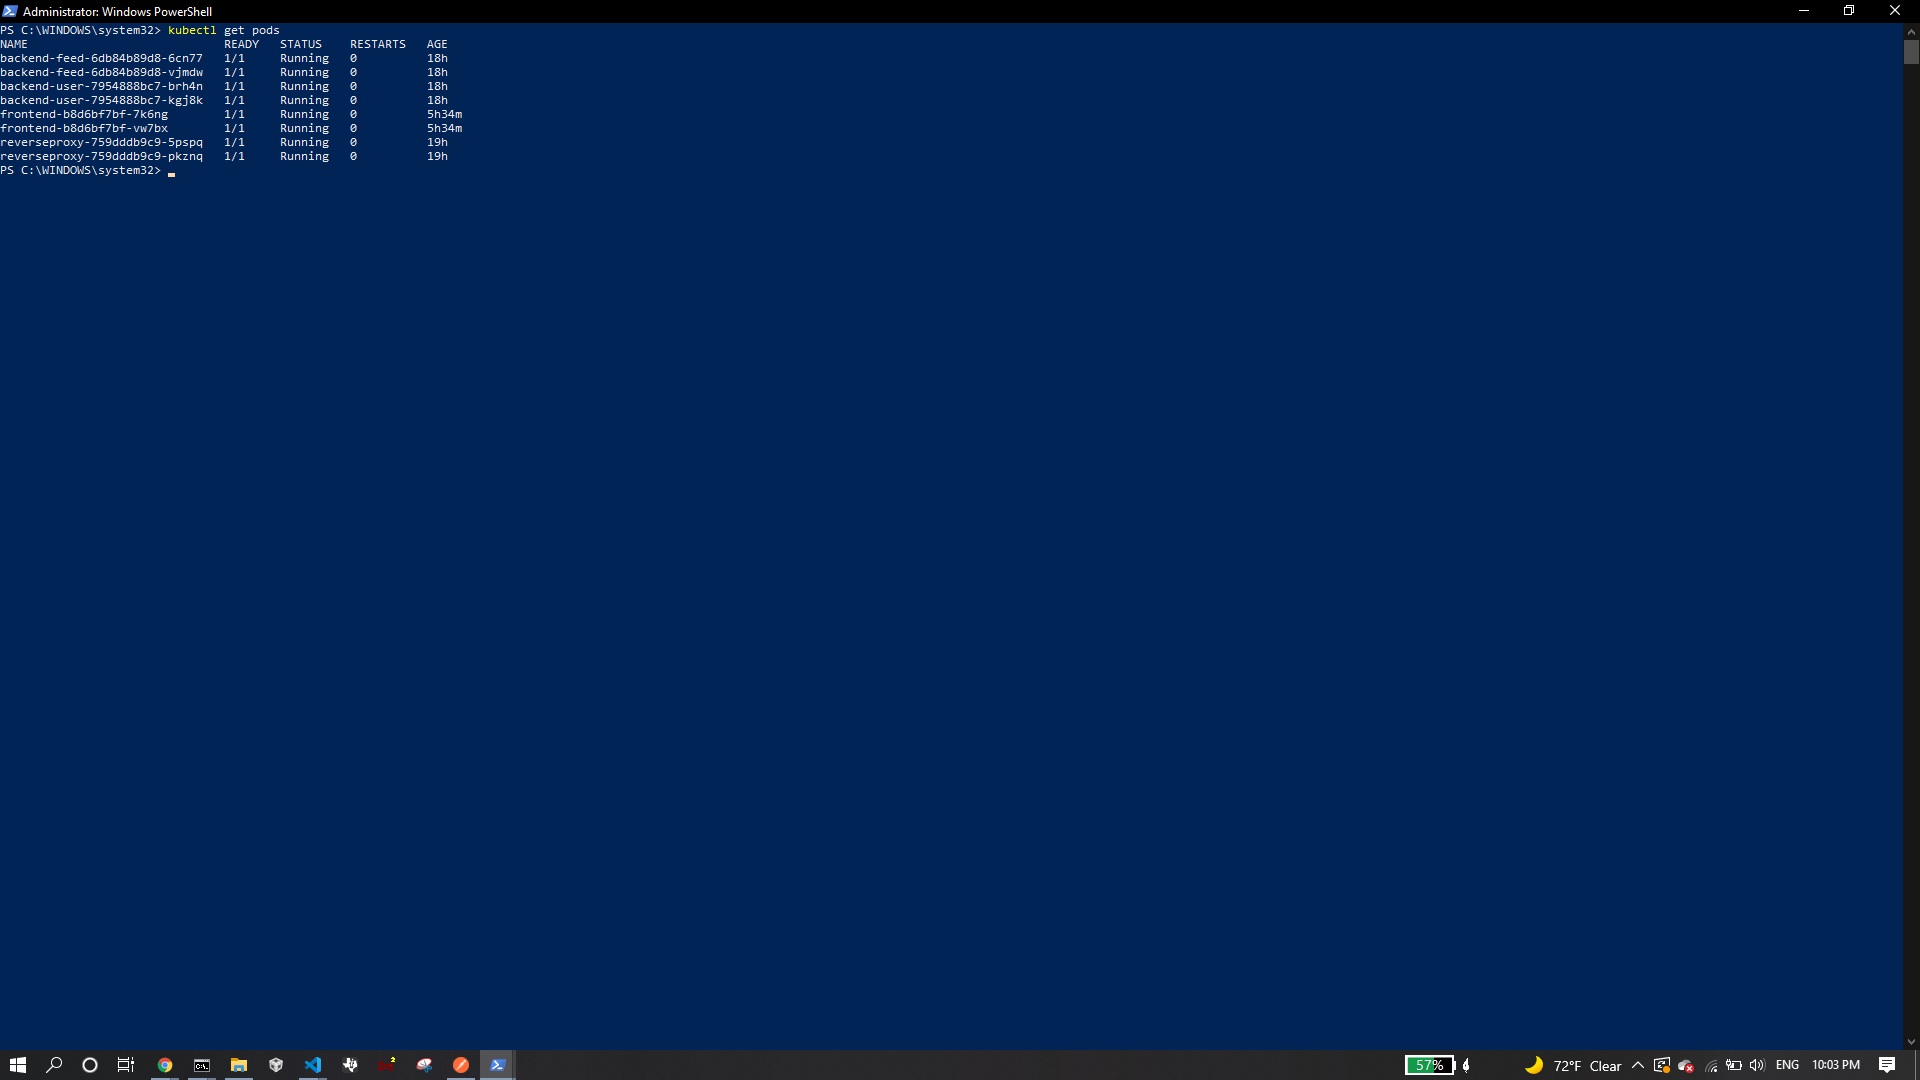 Administrator: Windows PowerShell
PS C:\WINDOWS\system32> kubectl get pods
NAME READY STATUS RESTARTS AGE
backend-feed-6db84b89d8-6cn77 1/1 Running 0 18h
backend-feed-6db84b89d8-vjmdw 1/1 Running 0 18h
backend-user-7954888bc7-brh4n 1/1 Running 0 18h
backend-user-7954888bc7-kgj8k 1/1 Running 0 18h
frontend-b8d6bf7bf-7k6ng 1/1 Running 0 5h34m
frontend-b8d6bf7bf-vw7bx 1/1 Running 0 5h34m
reverseproxy-759dddb9c9-5pspq 1/1 Running 0 19h
reverseproxy-759dddb9c9-pkznq 1/1 Running 0 19h
PS C:\WINDOWS\system32>
57% 72°F Clear ENG 10:03 PM